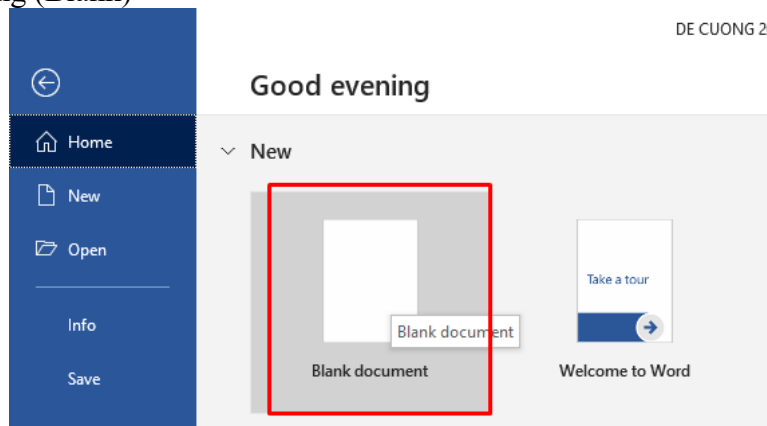 (Blank)
DE CUONG 2
Good evening
Home
New
New
Open
Take a tour
Blank document
Info
Blank document
Welcome to Word
Save